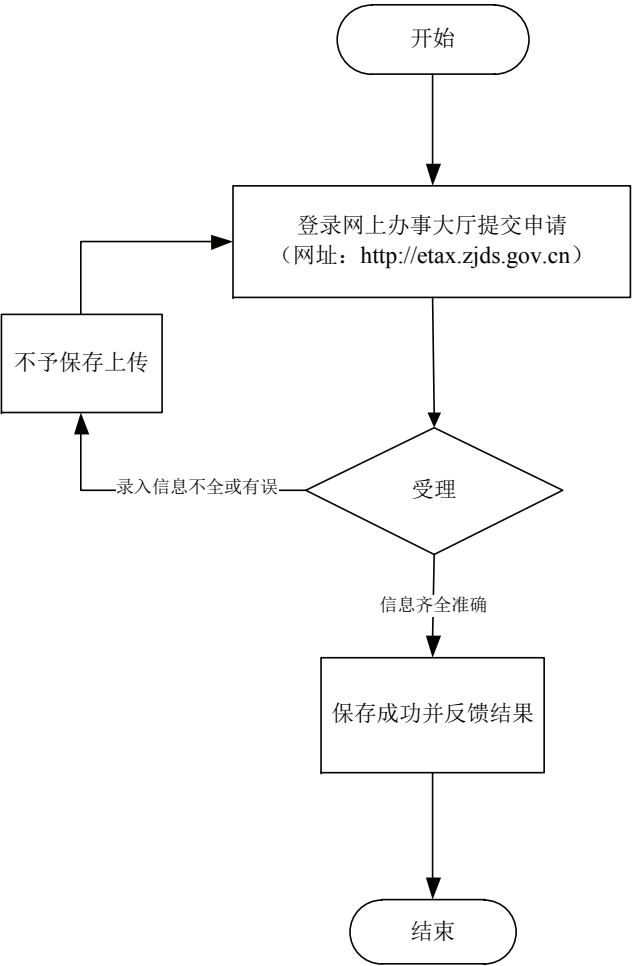 开始
登录网上办事大厅提交申请
（网址：http://etax.zjds.gov.cn）
不予保存上传
录入信息不全或有误
受理
信息齐全准确
保存成功并反馈结果
结束